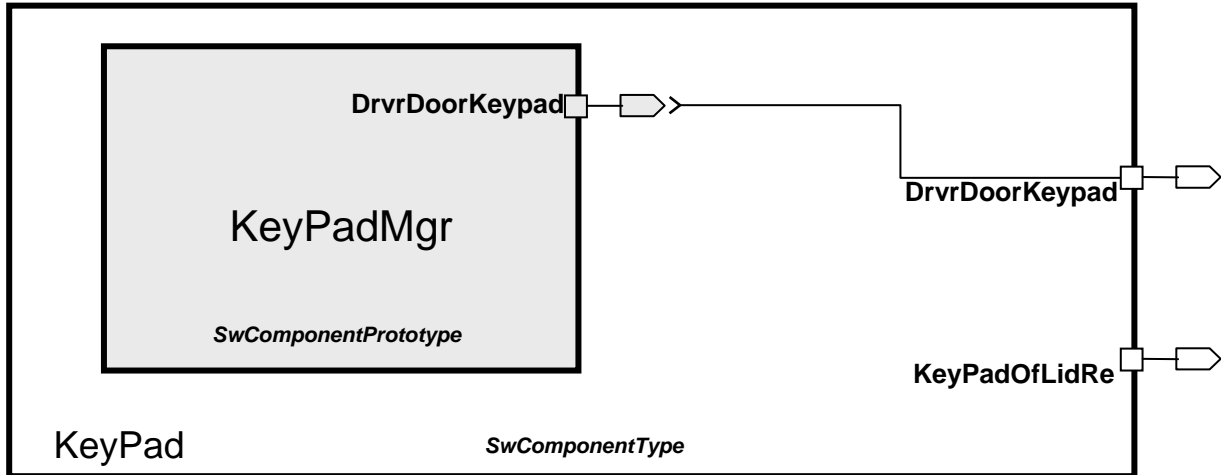 DrvrDoorKeypad
DrvrDoorKeypad
KeyPadMgr
SwComponentPrototype
KeyPadOfLidRe
KeyPad
SwComponentType